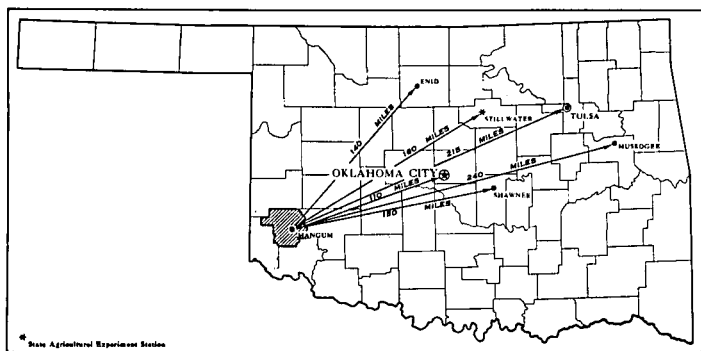 ENID
140 MILES
STILLWATER
160 MILES
TULSA
215 MILES
MUSKOGEE
240 MILES
OKLAHOMA CITY
110 MILES
SHAWNEE
150 MILES
MANGUM
* State Agricultural Experiment Station